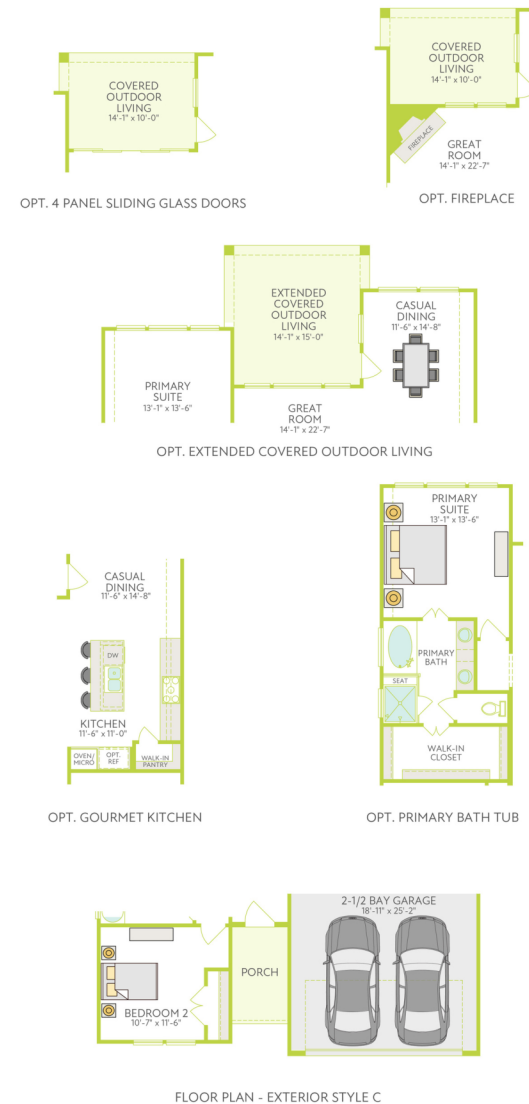 COVERED
OUTDOOR
LIVING
14'-1" x 10'-0"
OPT. 4 PANEL SLIDING GLASS DOORS
COVERED
OUTDOOR
LIVING
14'-1" x 10'-0"
FIREPLACE
GREAT
ROOM
14'-1" x 22'-7"
OPT. FIREPLACE
EXTENDED
COVERED
OUTDOOR
LIVING
14'-1" x 15'-0"
CASUAL
DINING
11'-6" x 14'-8"
PRIMARY
SUITE
13'-1" x 13'-6"
GREAT
ROOM
14'-1" x 22'-7"
OPT. EXTENDED COVERED OUTDOOR LIVING
CASUAL
DINING
11'-6" x 14'-8"
DW
KITCHEN
11'-6" x 11'-0"
OVEN/
MICRO
OPT.
REF
WALK-IN
PANTRY
OPT. GOURMET KITCHEN
PRIMARY
SUITE
13'-1" x 13'-6"
PRIMARY
BATH
SEAT
WALK-IN
CLOSET
OPT. PRIMARY BATH TUB
2-1/2 BAY GARAGE
18'-11" x 25'-2"
PORCH
BEDROOM 2
10'-7" x 11'-6"
FLOOR PLAN - EXTERIOR STYLE C